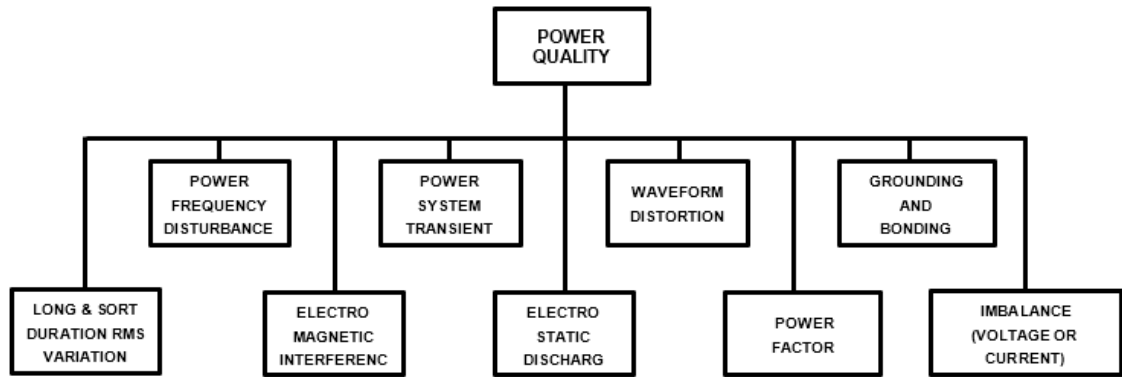 POWER
QUALITY
POWER
FREQUENCY
DISTURBANCE
POWER
SYSTEM
TRANSIENT
WAVEFORM
DISTORTION
GROUNDING
AND
BONDING
LONG & SORT
DURATION RMS
VARIATION
ELECTRO
MAGNETIC
INTERFERENC
ELECTRO
STATIC
DISCHARG
POWER
FACTOR
IMBALANCE
(VOLTAGE OR
CURRENT)